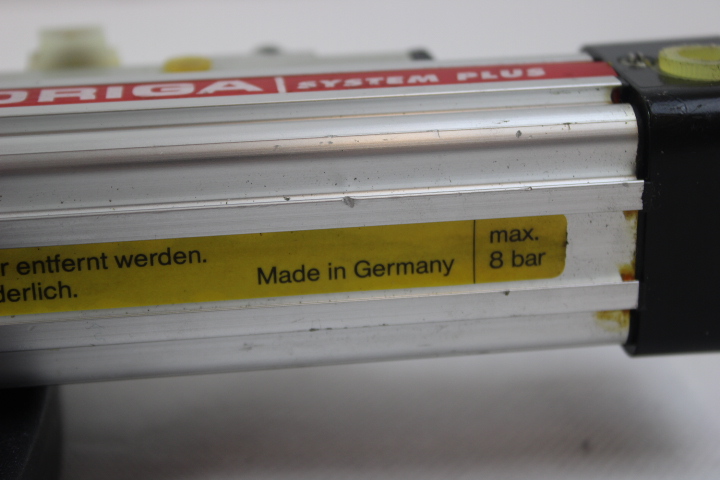 ORIGA SYSTEM PLUS
r entfernt werden.
derlich.
Made in Germany
max.
8 bar